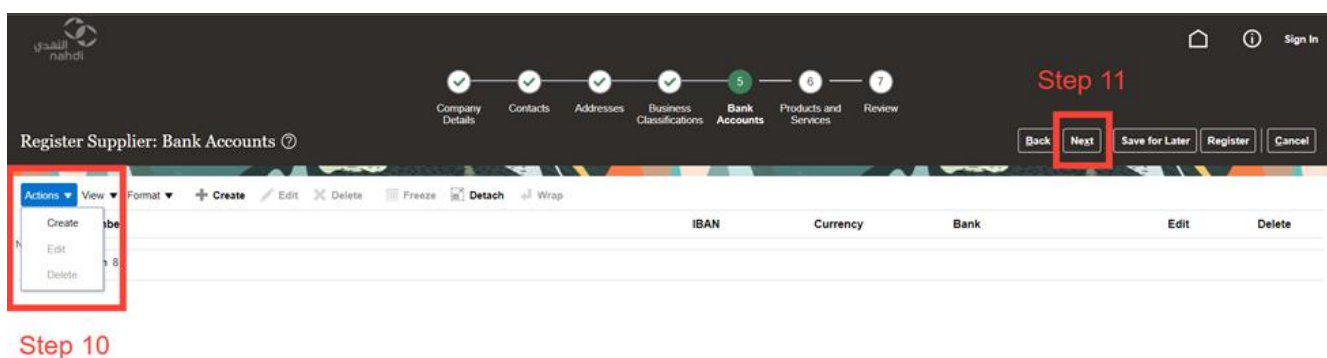 النهدي
nahdi
Sign In
Step 11
5
6
7
Company Details
Contacts
Addresses
Business Classifications
Bank Accounts
Products and Services
Review
Register Supplier: Bank Accounts
Back
Next
Save for Later
Register
Cancel
Actions View Format Create Edit Delete Freeze Detach Wrap
IBAN Currency Bank Edit Delete
Create
Edit
Delete
Step 10